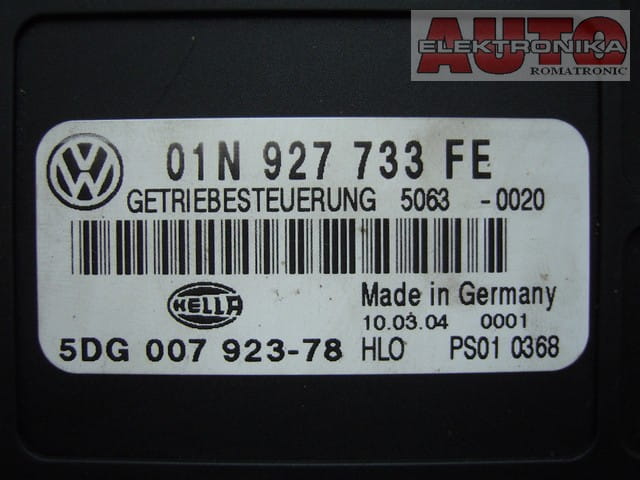 AUTO
ELEKTRONIKA
ROMATRONIC
VW
01N 927 733 FE
GETRIEBESTEUERUNG 5063 -0020
HELLA
Made in Germany
10.03.04 0001
5DG 007 923-78 HLO PS01 0368